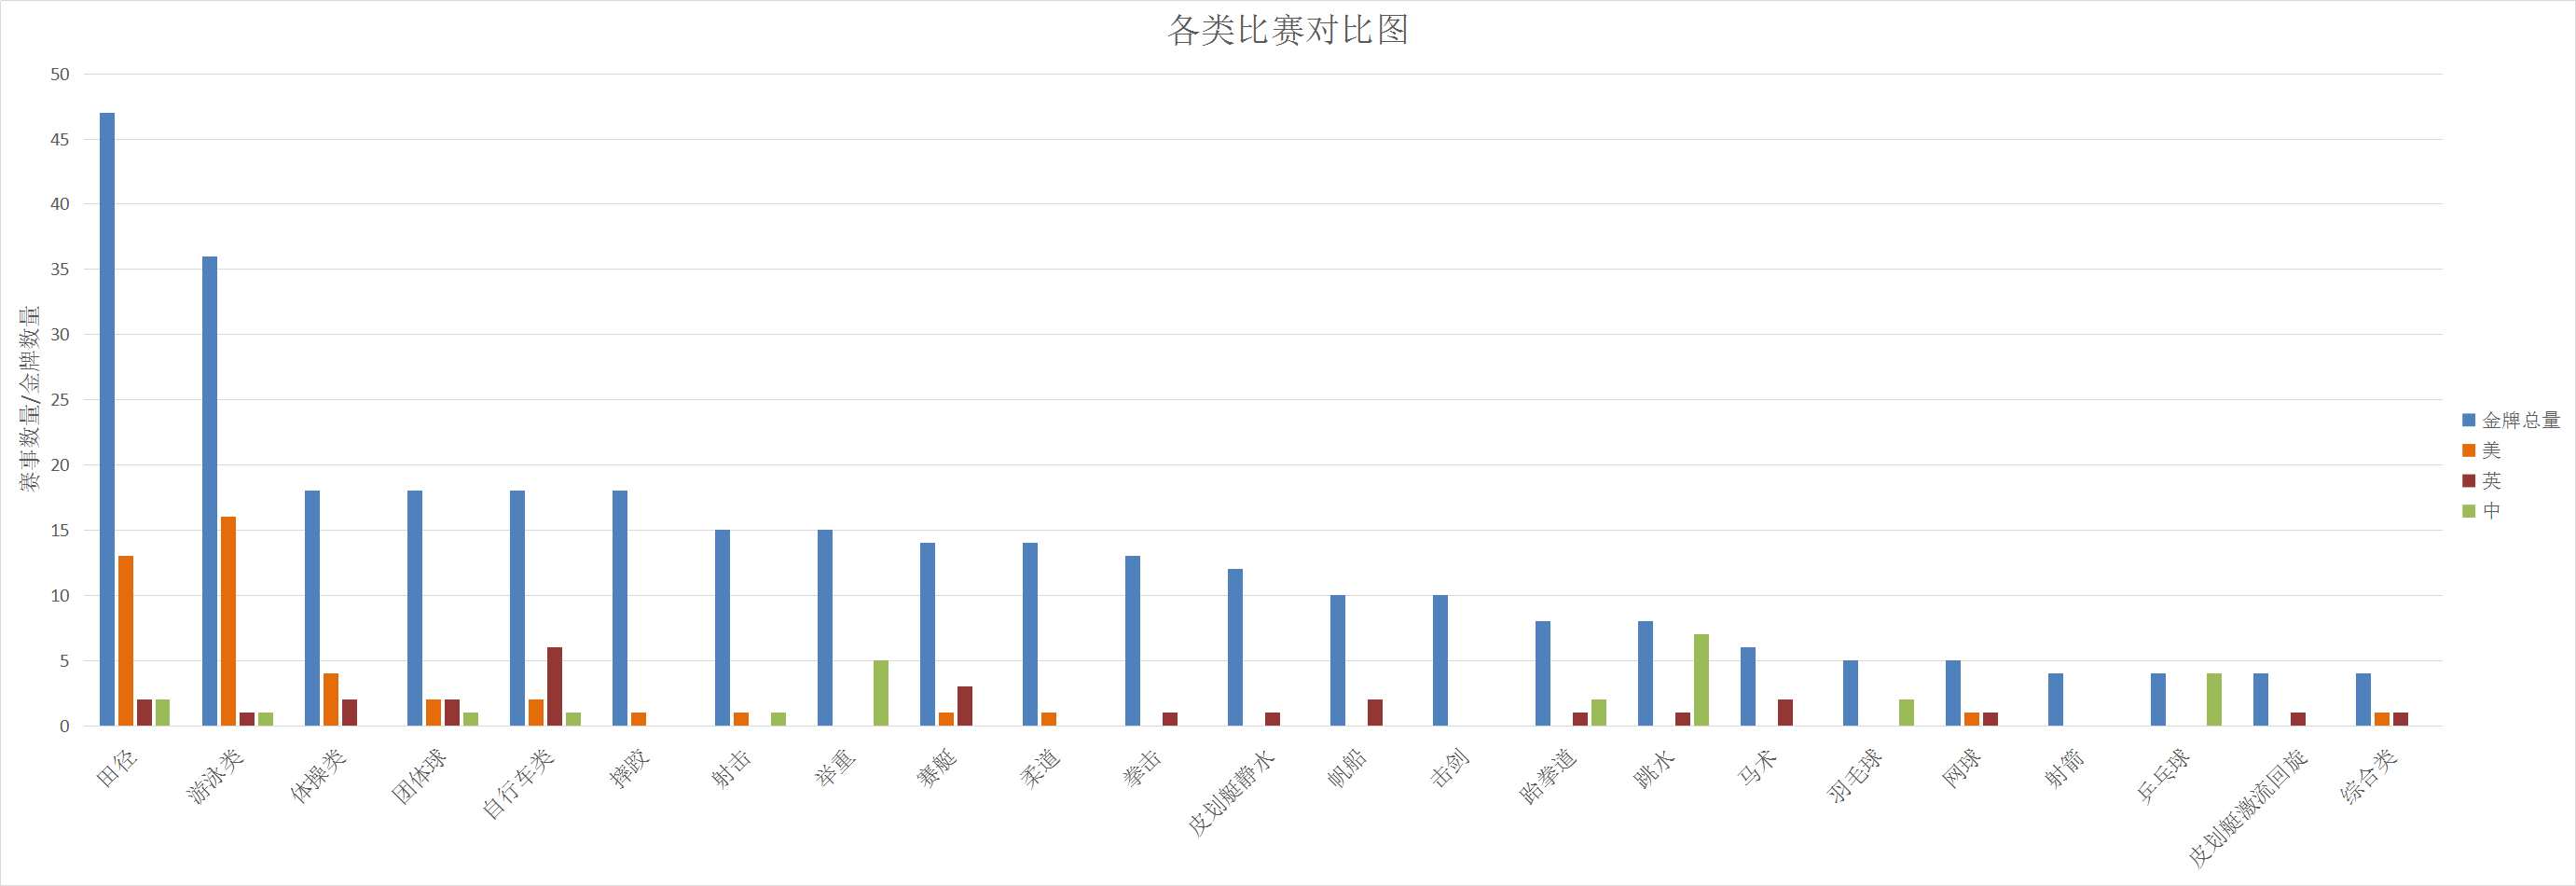 各类比赛对比图
赛事数量/金牌数量
50
45
40
35
30
25
20
15
10
5
0
田径
游泳类
体操类
团体球
自行车类
摔跤
射击
举重
赛艇
柔道
拳击
皮划艇静水
帆船
击剑
跆拳道
跳水
马术
羽毛球
网球
射箭
乒乓球
皮划艇激流回旋
综合类
金牌总量
美
英
中